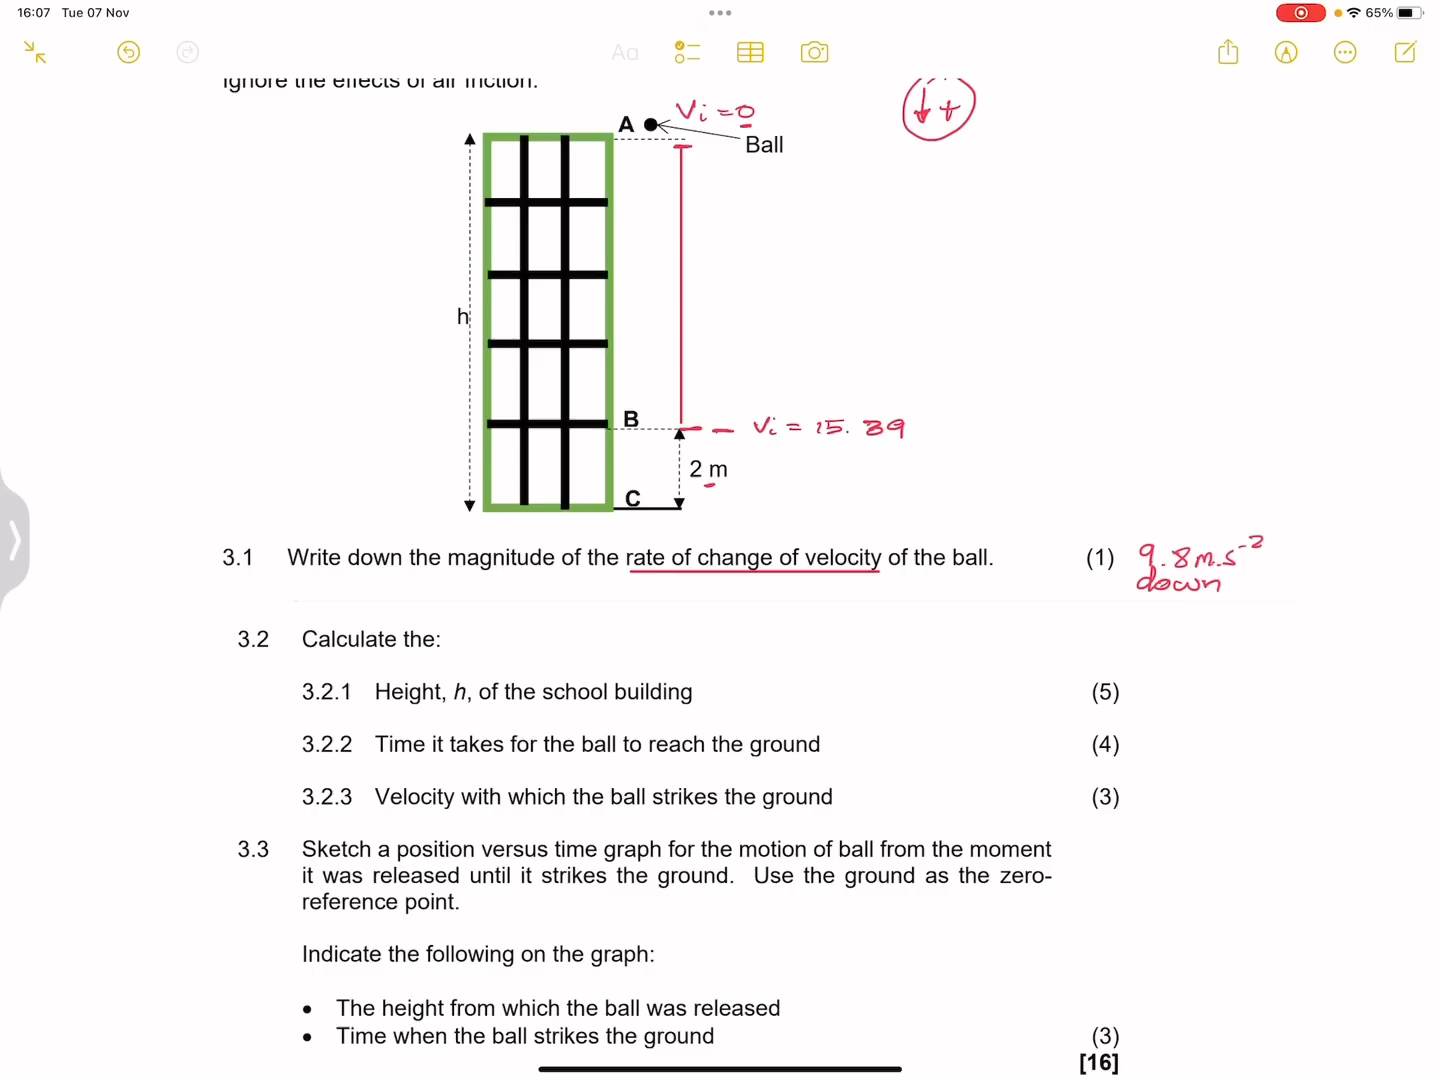 16:07 Tue 07 Nov
65%
Aa
Ignore the effects of air friction.
↓ +
A
Vi = 0
Ball
h
B
Vi = 15.39
2 m
C
3.1 Write down the magnitude of the rate of change of velocity of the ball. (1) 9.8 m.s⁻²
down
3.2 Calculate the:
3.2.1 Height, h, of the school building (5)
3.2.2 Time it takes for the ball to reach the ground (4)
3.2.3 Velocity with which the ball strikes the ground (3)
3.3 Sketch a position versus time graph for the motion of ball from the moment
it was released until it strikes the ground. Use the ground as the zero-
reference point.
Indicate the following on the graph:
• The height from which the ball was released
• Time when the ball strikes the ground (3)
[16]